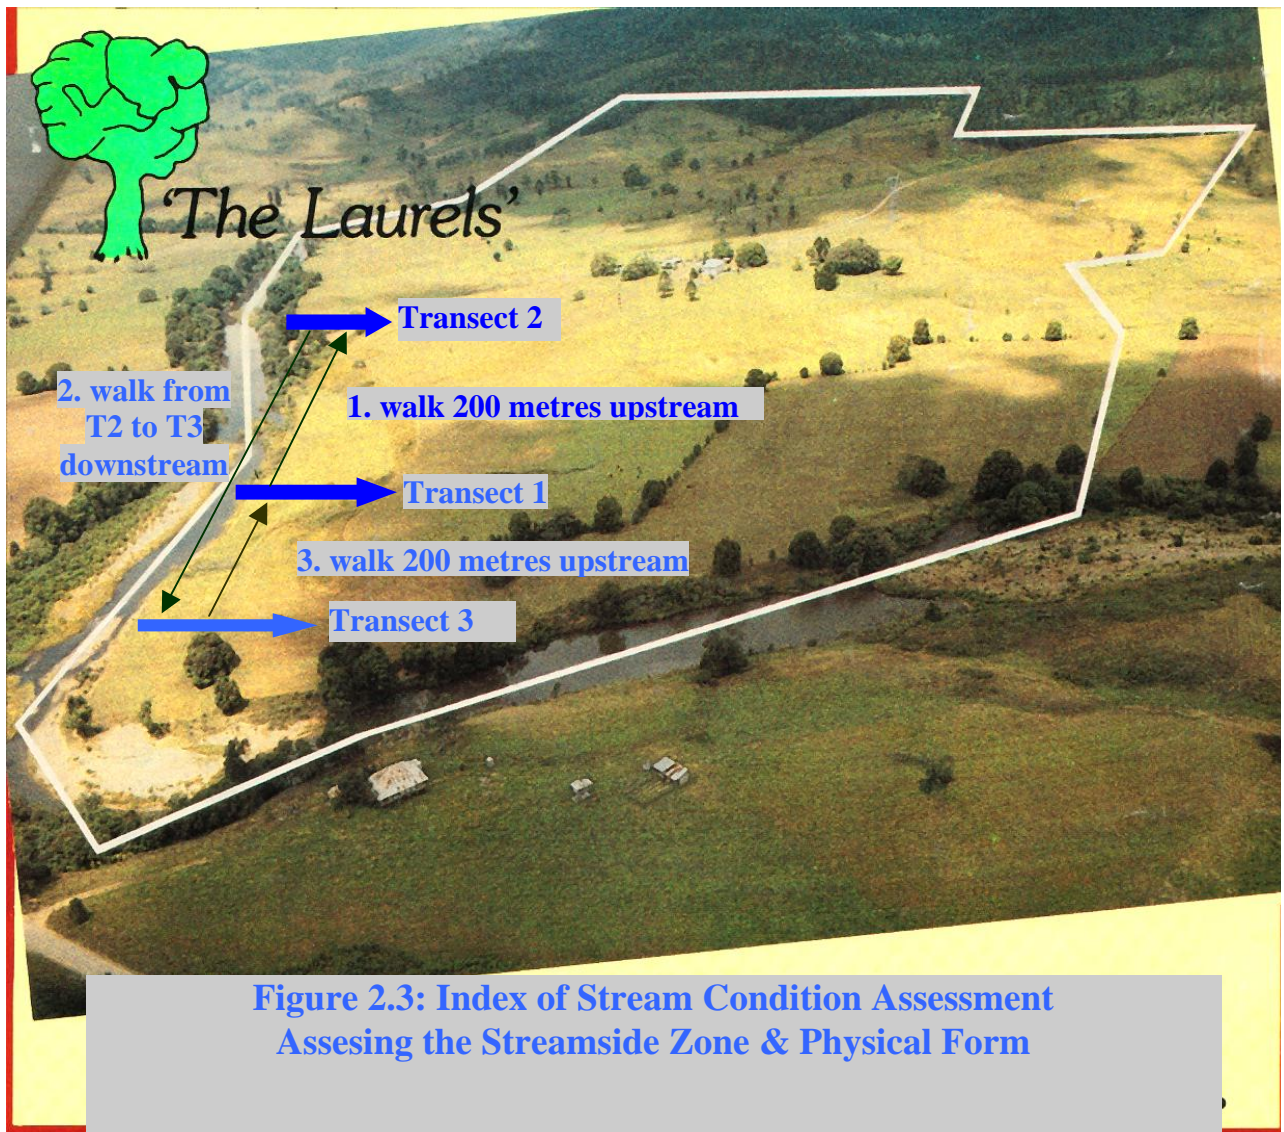 'The Laurels'
Transect 2
2. walk from
T2 to T3
downstream
1. walk 200 metres upstream
Transect 1
3. walk 200 metres upstream
Transect 3
Figure 2.3: Index of Stream Condition Assessment
Assesing the Streamside Zone & Physical Form